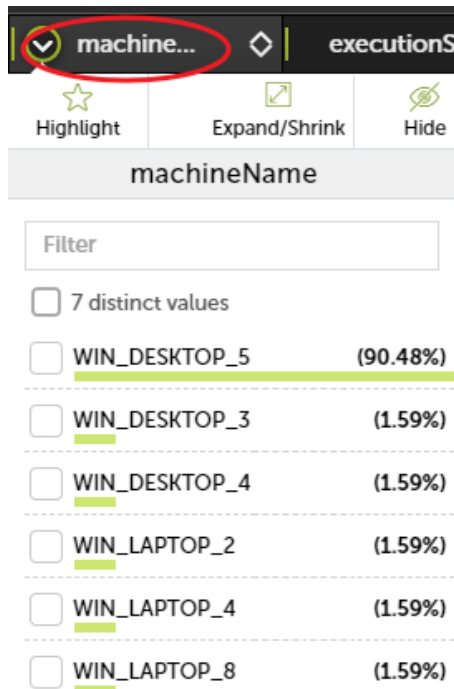 machine... executionS
Highlight Expand/Shrink Hide
machineName
Filter
7 distinct values
WIN_DESKTOP_5 (90.48%)
WIN_DESKTOP_3 (1.59%)
WIN_DESKTOP_4 (1.59%)
WIN_LAPTOP_2 (1.59%)
WIN_LAPTOP_4 (1.59%)
WIN_LAPTOP_8 (1.59%)